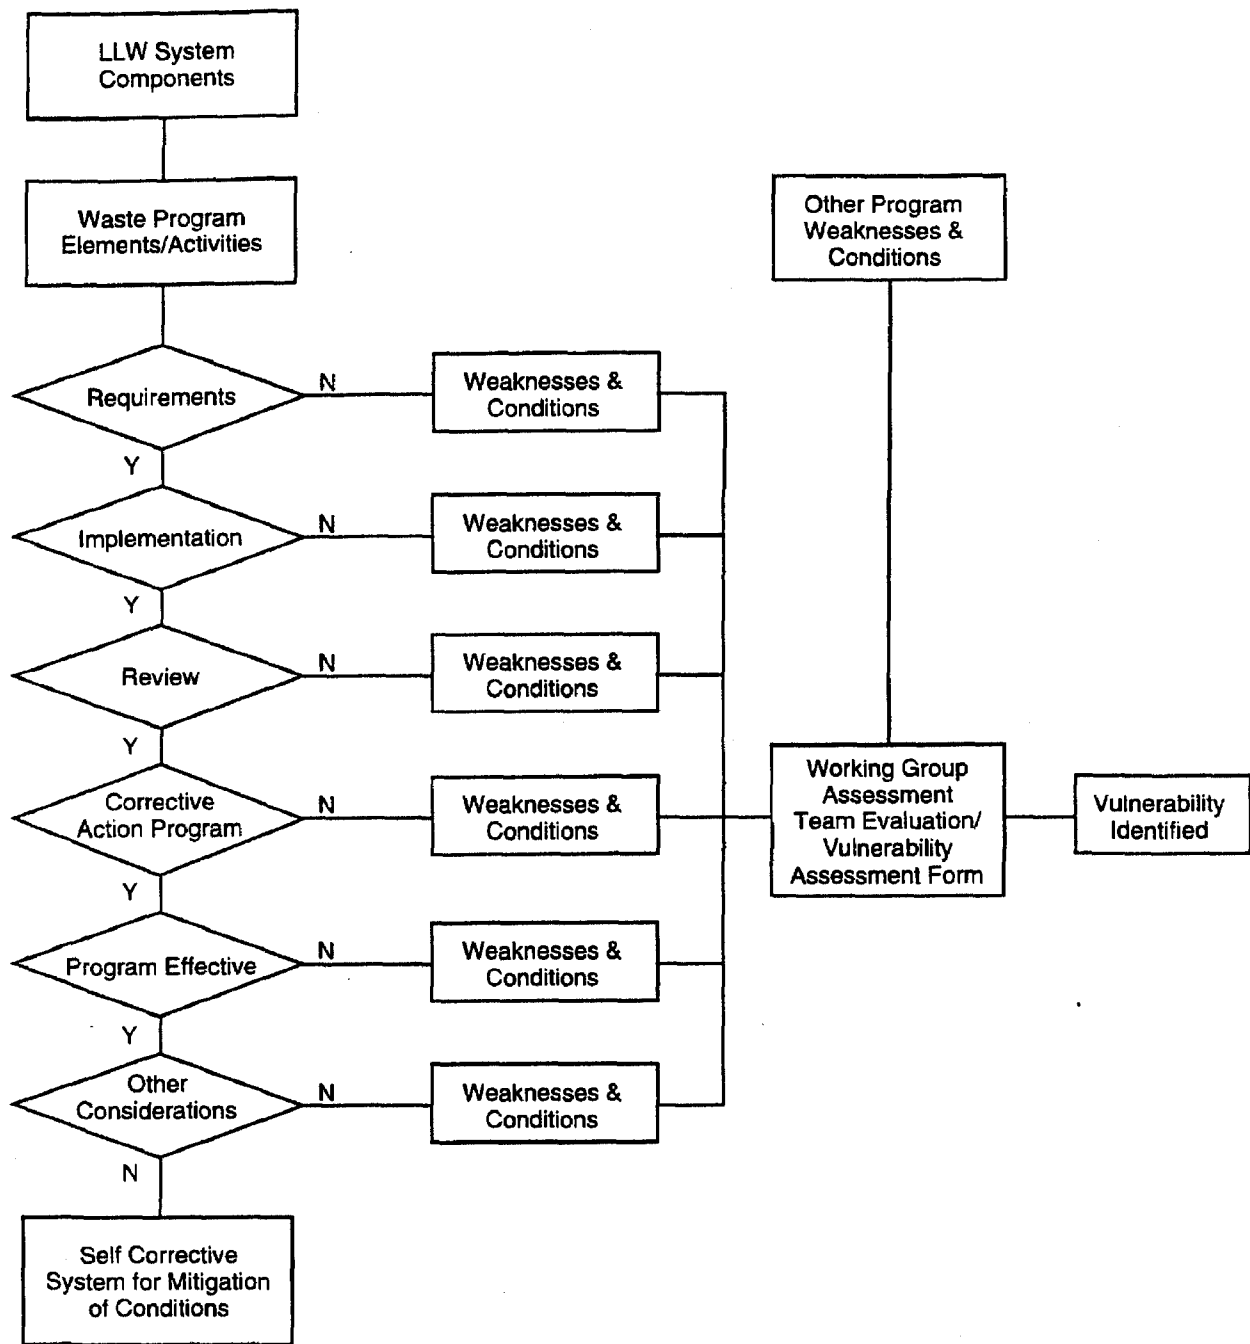 LLW System
Components
Waste Program
Elements/Activities
Other Program
Weaknesses &
Conditions
Requirements
N
Weaknesses &
Conditions
Y
Implementation
N
Weaknesses &
Conditions
Y
Review
N
Weaknesses &
Conditions
Y
Corrective
Action Program
N
Weaknesses &
Conditions
Working Group
Assessment
Team Evaluation/
Vulnerability
Assessment Form
Vulnerability
Identified
Y
Program Effective
N
Weaknesses &
Conditions
Y
Other
Considerations
N
Weaknesses &
Conditions
N
Self Corrective
System for Mitigation
of Conditions